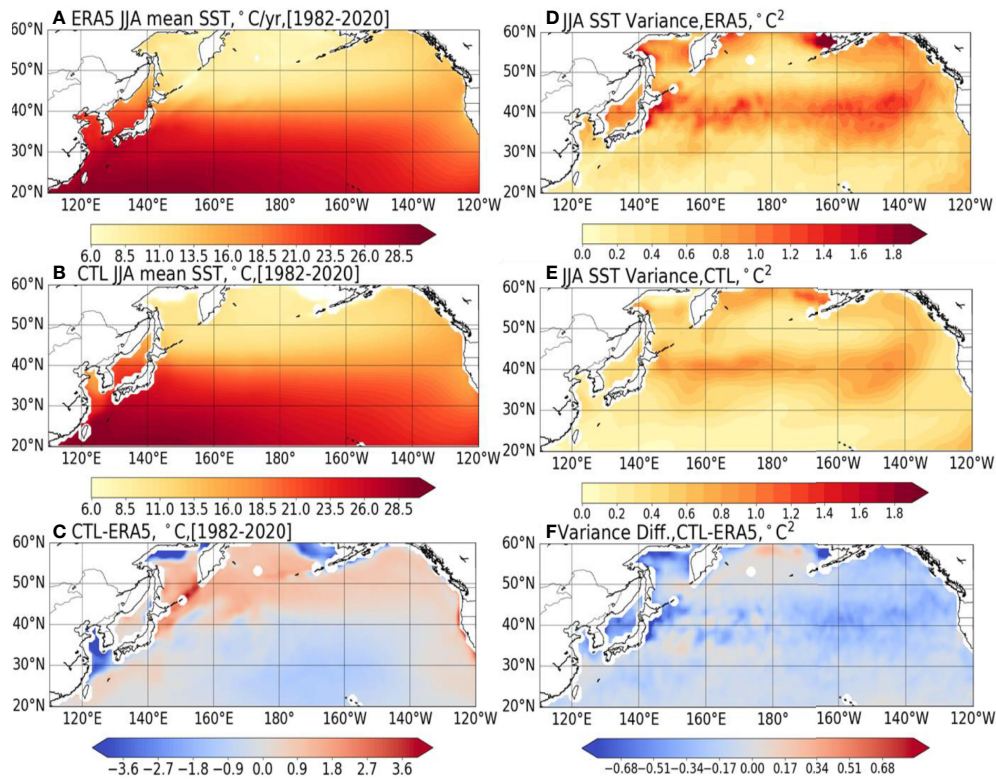 A ERA5 JJA mean SST, °C/yr,[1982-2020]
60°N
50°N
40°N
30°N
20°N
120°E 140°E 160°E 180° 160°W 140°W 120°W
6.0 8.5 11.0 13.5 16.0 18.5 21.0 23.5 26.0 28.5
D JJA SST Variance,ERA5,°C²
60°N
50°N
40°N
30°N
20°N
120°E 140°E 160°E 180° 160°W 140°W 120°W
0.0 0.2 0.4 0.6 0.8 1.0 1.2 1.4 1.6 1.8
B CTL JJA mean SST,°C,[1982-2020]
60°N
50°N
40°N
30°N
20°N
120°E 140°E 160°E 180° 160°W 140°W 120°W
6.0 8.5 11.0 13.5 16.0 18.5 21.0 23.5 26.0 28.5
E JJA SST Variance,CTL,°C²
60°N
50°N
40°N
30°N
20°N
120°E 140°E 160°E 180° 160°W 140°W 120°W
0.0 0.2 0.4 0.6 0.8 1.0 1.2 1.4 1.6 1.8
C CTL-ERA5,°C,[1982-2020]
60°N
50°N
40°N
30°N
20°N
120°E 140°E 160°E 180° 160°W 140°W 120°W
−3.6 −2.7 −1.8 −0.9 0.0 0.9 1.8 2.7 3.6
F Variance Diff.,CTL-ERA5,°C²
60°N
50°N
40°N
30°N
20°N
120°E 140°E 160°E 180° 160°W 140°W 120°W
−0.68−0.51−0.34−0.17 0.00 0.17 0.34 0.51 0.68